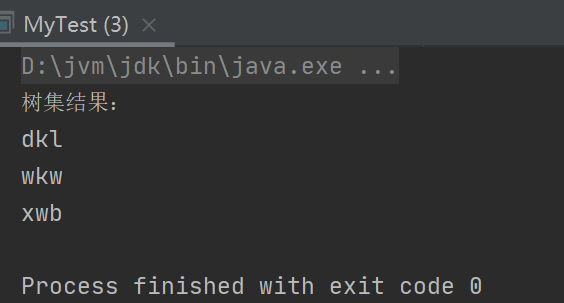 MyTest (3)
D:\jvm\jdk\bin\java.exe ...
树集结果：
dkl
wkw
xwb
Process finished with exit code 0